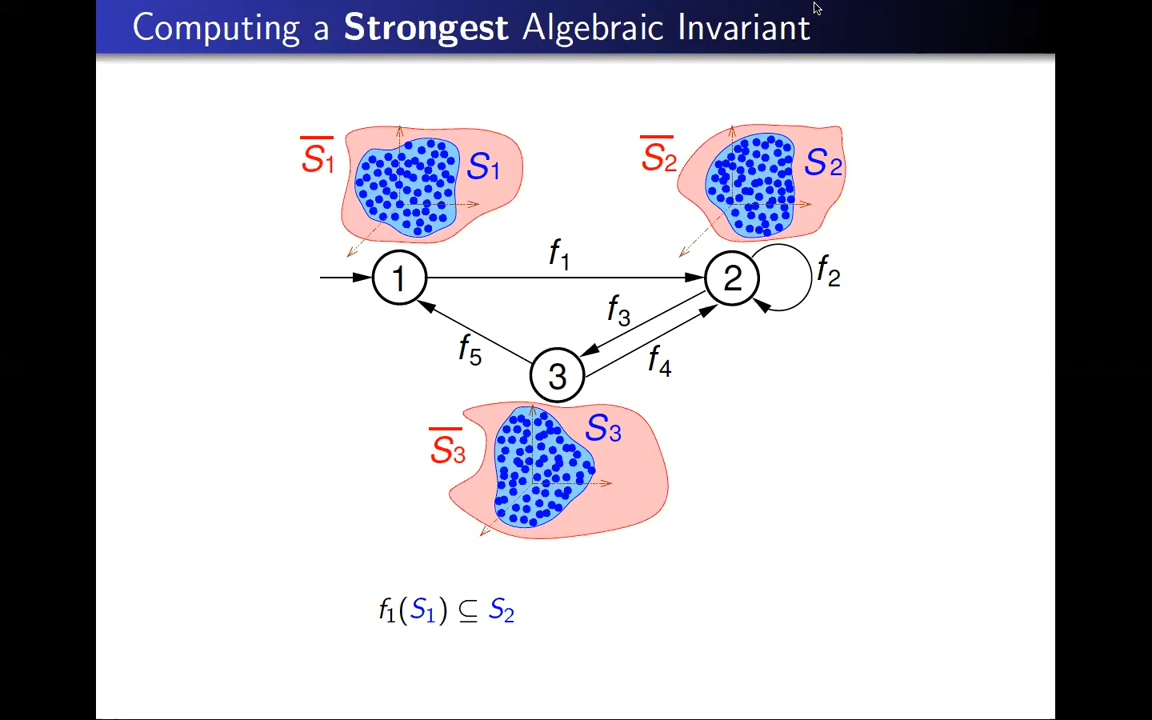 Computing a Strongest Algebraic Invariant
S̅₁ S₁
S̅₂ S₂
f₁
1
2
f₂
f₃
f₅
f₄
3
S̅₃ S₃
f₁(S₁) ⊆ S₂